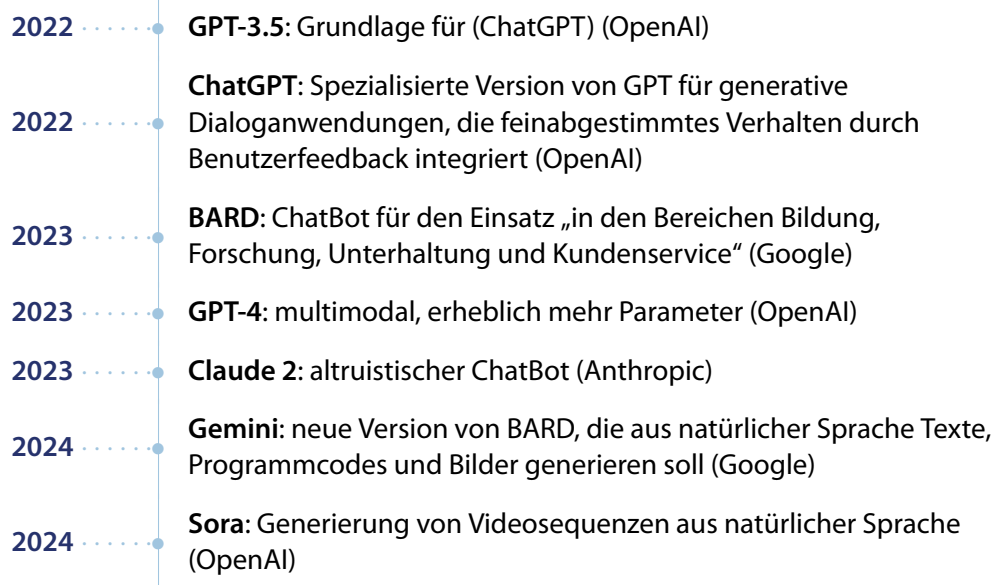 2022 GPT-3.5: Grundlage für (ChatGPT) (OpenAI)
ChatGPT: Spezialisierte Version von GPT für generative
2022 Dialoganwendungen, die feinabgestimmtes Verhalten durch
Benutzerfeedback integriert (OpenAI)
2023 BARD: ChatBot für den Einsatz „in den Bereichen Bildung,
Forschung, Unterhaltung und Kundenservice“ (Google)
2023 GPT-4: multimodal, erheblich mehr Parameter (OpenAI)
2023 Claude 2: altruistischer ChatBot (Anthropic)
2024 Gemini: neue Version von BARD, die aus natürlicher Sprache Texte,
Programmcodes und Bilder generieren soll (Google)
2024 Sora: Generierung von Videosequenzen aus natürlicher Sprache
(OpenAI)